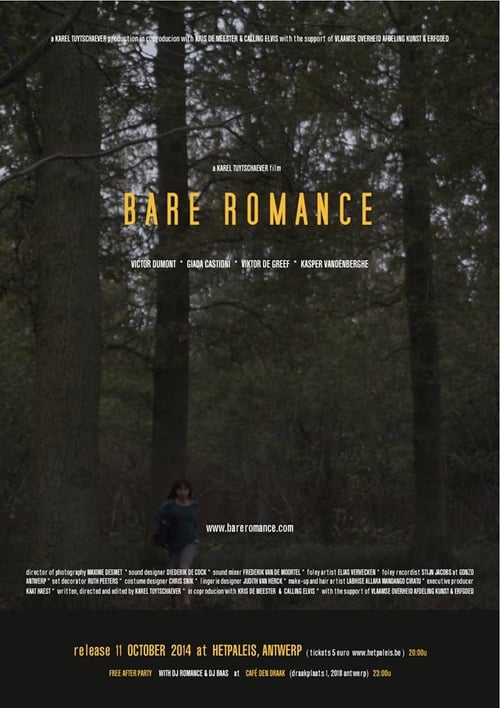 a KAREL TUYTSCHAEVER production in coproducion with KRIS DE MEESTER & CALLING ELVIS with the support of VLAAMSE OVERHEID AFDELING KUNST & ERFGOED
a KAREL TUYTSCHAEVER film
BARE ROMANCE
VICTOR DUMONT * GIADA CASTIONI * VIKTOR DE GREEF * KASPER VANDENBERGHE
www.bareromance.com
director of photography MAXIME DESMET * sound designer DIEDERIK DE COCK * sound mixer FREDERIK VAN DE MOORTEL * foley artist ELIAS VERVECKEN * foley recordist STIJN JACOBS at GONZO
ANTWERP * set decorator RUTH PEETERS * costume designer CHRIS SNIK * lingerie designer JUDITH VAN HERCK * make-up and hair artist LABHISE ALLARA MANDANGO CIRATU * executive producer
KAAT HAEST * written, directed and edited by KAREL TUYTSCHAEVER * in coproducion with KRIS DE MEESTER & CALLING ELVIS * with the support of VLAAMSE OVERHEID AFDELING KUNST & ERFGOED
release 11 OCTOBER 2014 at HETPALEIS, ANTWERP (tickets 5 euro www.hetpaleis.be) 20:00u
FREE AFTER PARTY WITH DJ ROMANCE & DJ BAAS at CAFÉ DEN DRAAK (draakplaats 1, 2018 antwerp) 23:00u